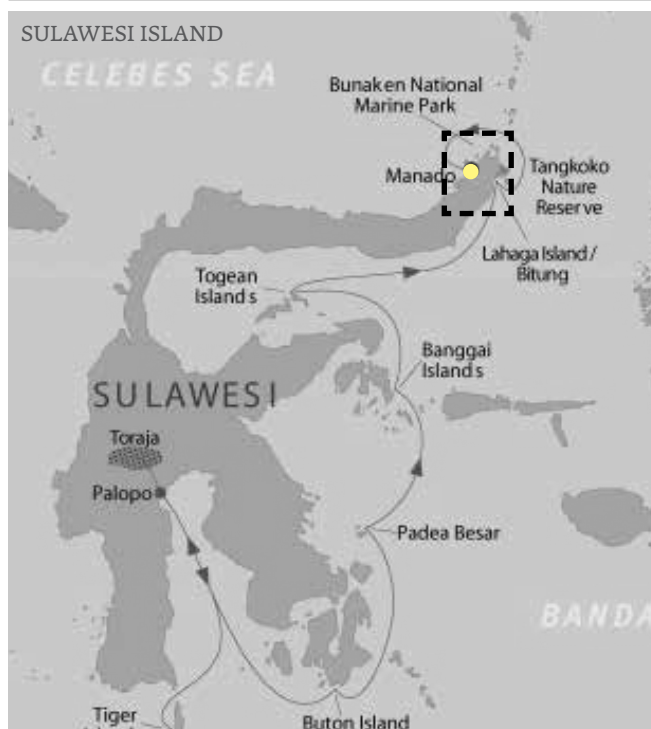 SULAWESI ISLAND
CELEBES SEA
Bunaken National
Marine Park
Manado
Tangkoko
Nature
Reserve
Lahaga Island /
Bitung
Togean
Islands
Banggai
Islands
SULAWESI
Toraja
Palopo
Padea Besar
BANDA
Tiger
Buton Island